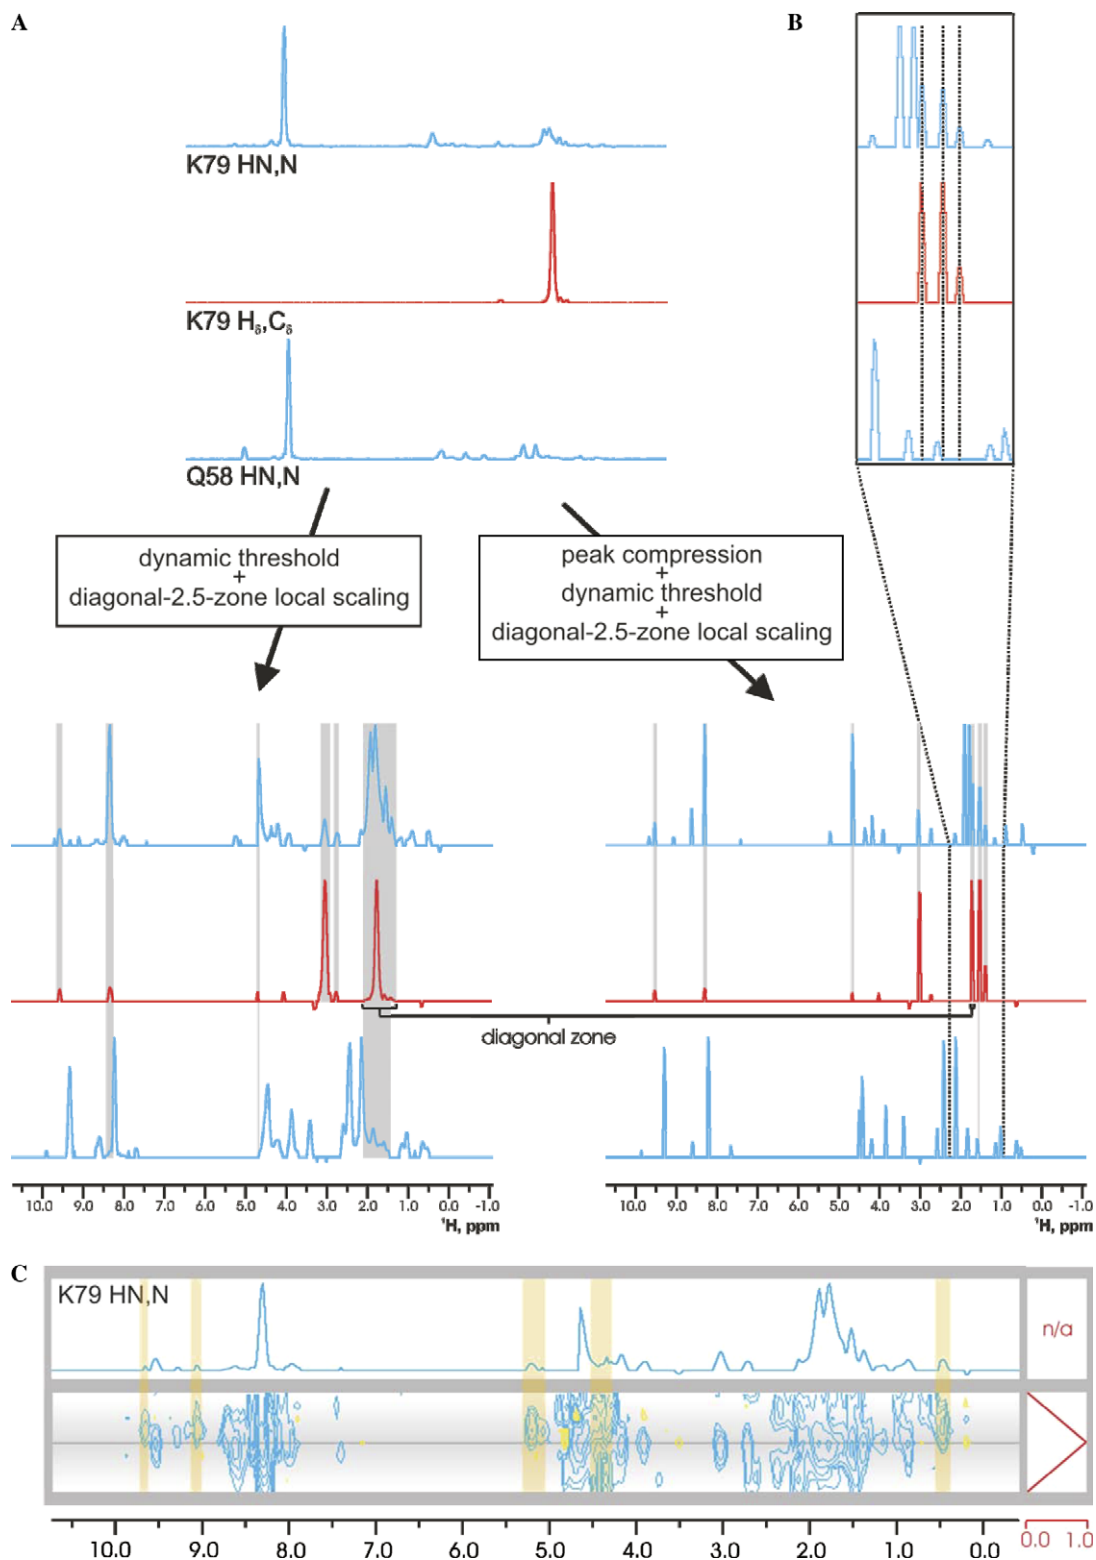 A
B
K79 HN,N
K79 Hδ,Cδ
Q58 HN,N
dynamic threshold
+
diagonal-2.5-zone local scaling
peak compression
+
dynamic threshold
+
diagonal-2.5-zone local scaling
diagonal zone
10.0 9.0 8.0 7.0 6.0 5.0 4.0 3.0 2.0 1.0 0.0 -1.0
¹H, ppm
10.0 9.0 8.0 7.0 6.0 5.0 4.0 3.0 2.0 1.0 0.0 -1.0
¹H, ppm
C
K79 HN,N
n/a
10.0 9.0 8.0 7.0 6.0 5.0 4.0 3.0 2.0 1.0 0.0
0.0 1.0